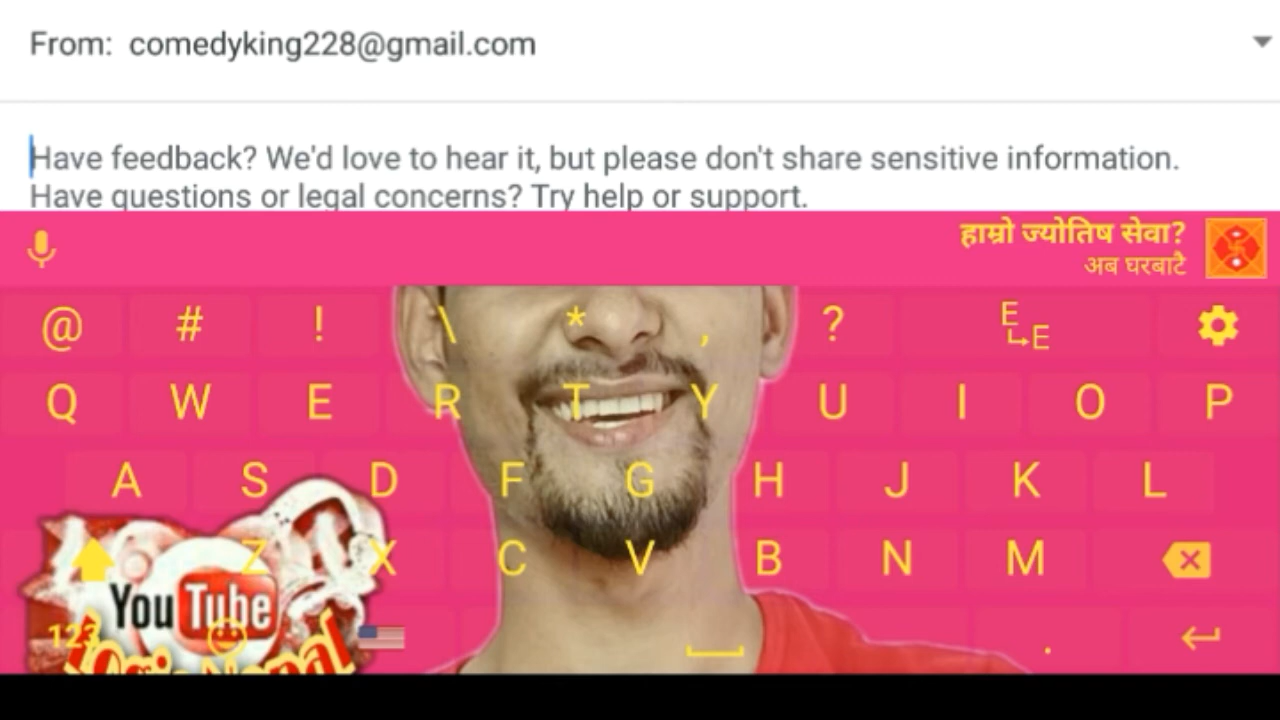 From: comedyking228@gmail.com
Have feedback? We'd love to hear it, but please don't share sensitive information.
Have questions or legal concerns? Try help or support.
हाम्रो ज्योतिष सेवा?
अब घरबाटै
@ # ! \ * , ? E E
Q W E R T Y U I O P
A S D F G H J K L
Z X C V B N M
YouTube
123 .
Nepal